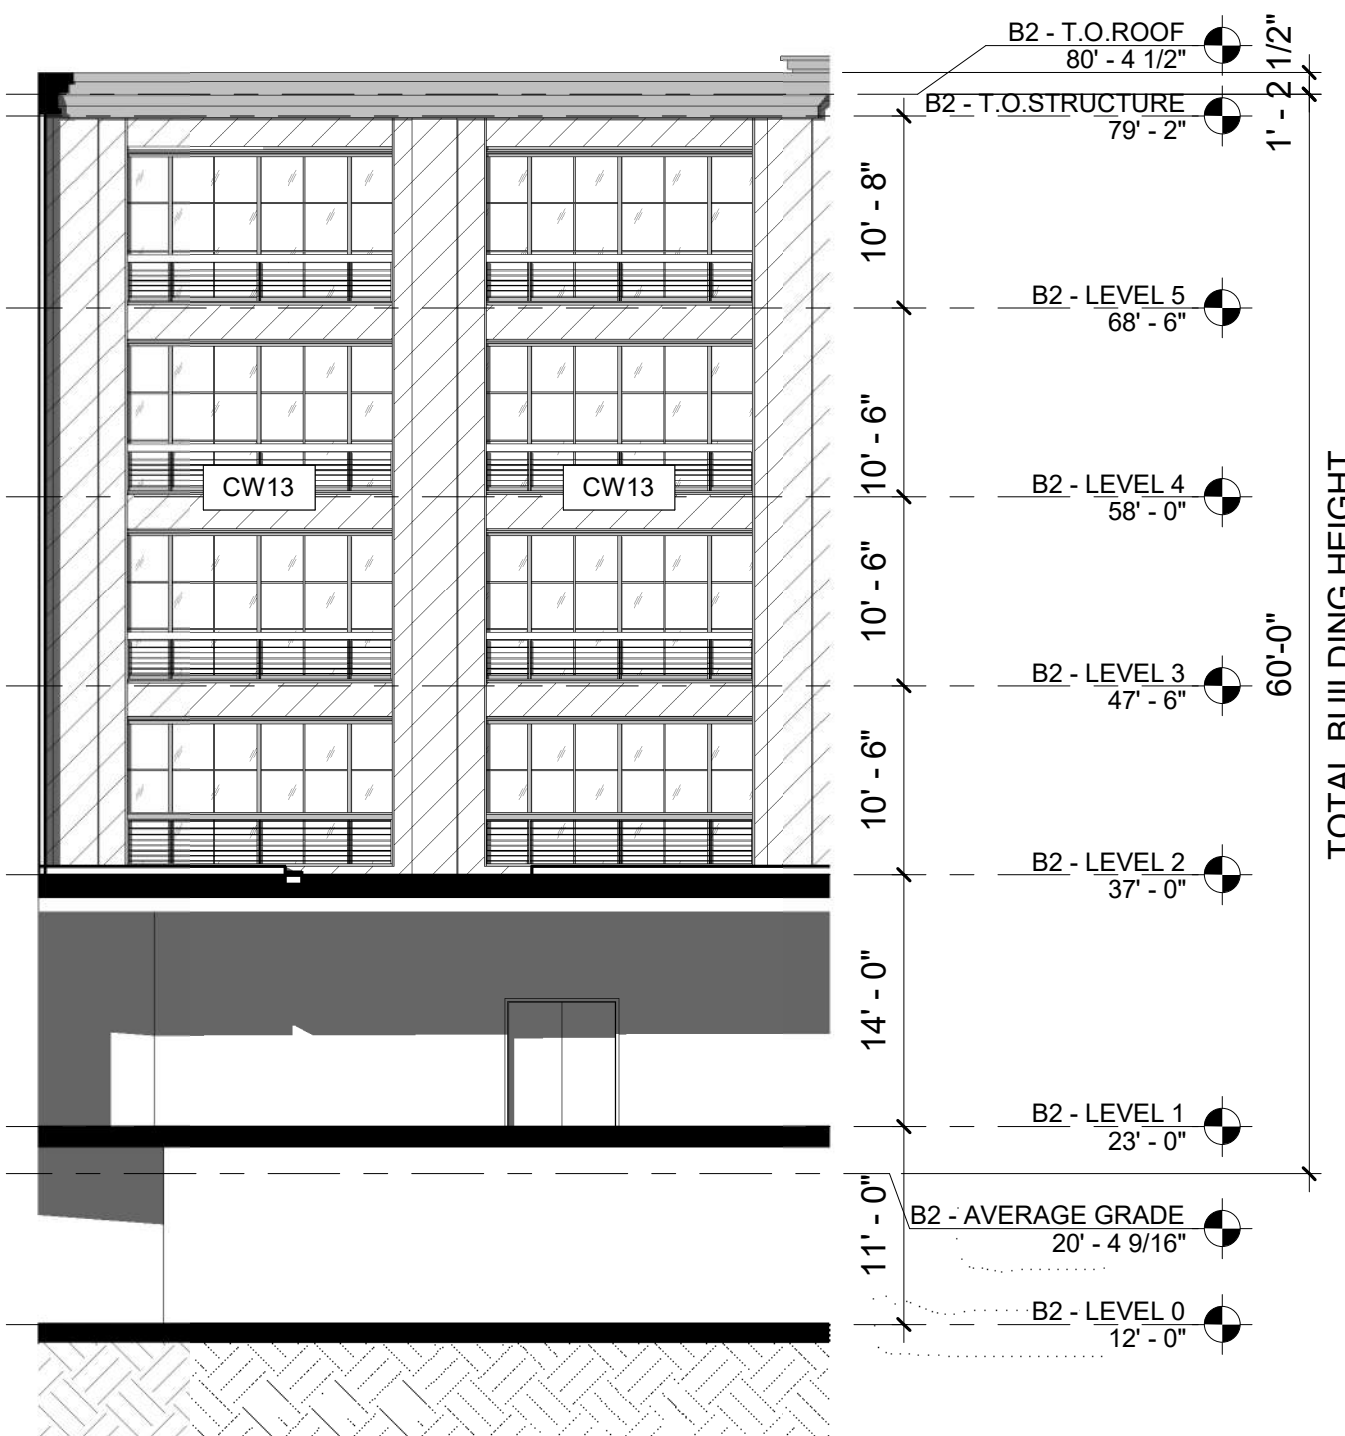 B2 - T.O.ROOF
80' - 4 1/2"
1' - 2 1/2"
B2 - T.O.STRUCTURE
79' - 2"
10' - 8"
B2 - LEVEL 5
68' - 6"
10' - 6"
CW13
CW13
B2 - LEVEL 4
58' - 0"
10' - 6"
B2 - LEVEL 3
47' - 6"
60'-0"
TOTAL BUILDING HEIGHT
10' - 6"
B2 - LEVEL 2
37' - 0"
14' - 0"
B2 - LEVEL 1
23' - 0"
11' - 0"
B2 - AVERAGE GRADE
20' - 4 9/16"
B2 - LEVEL 0
12' - 0"